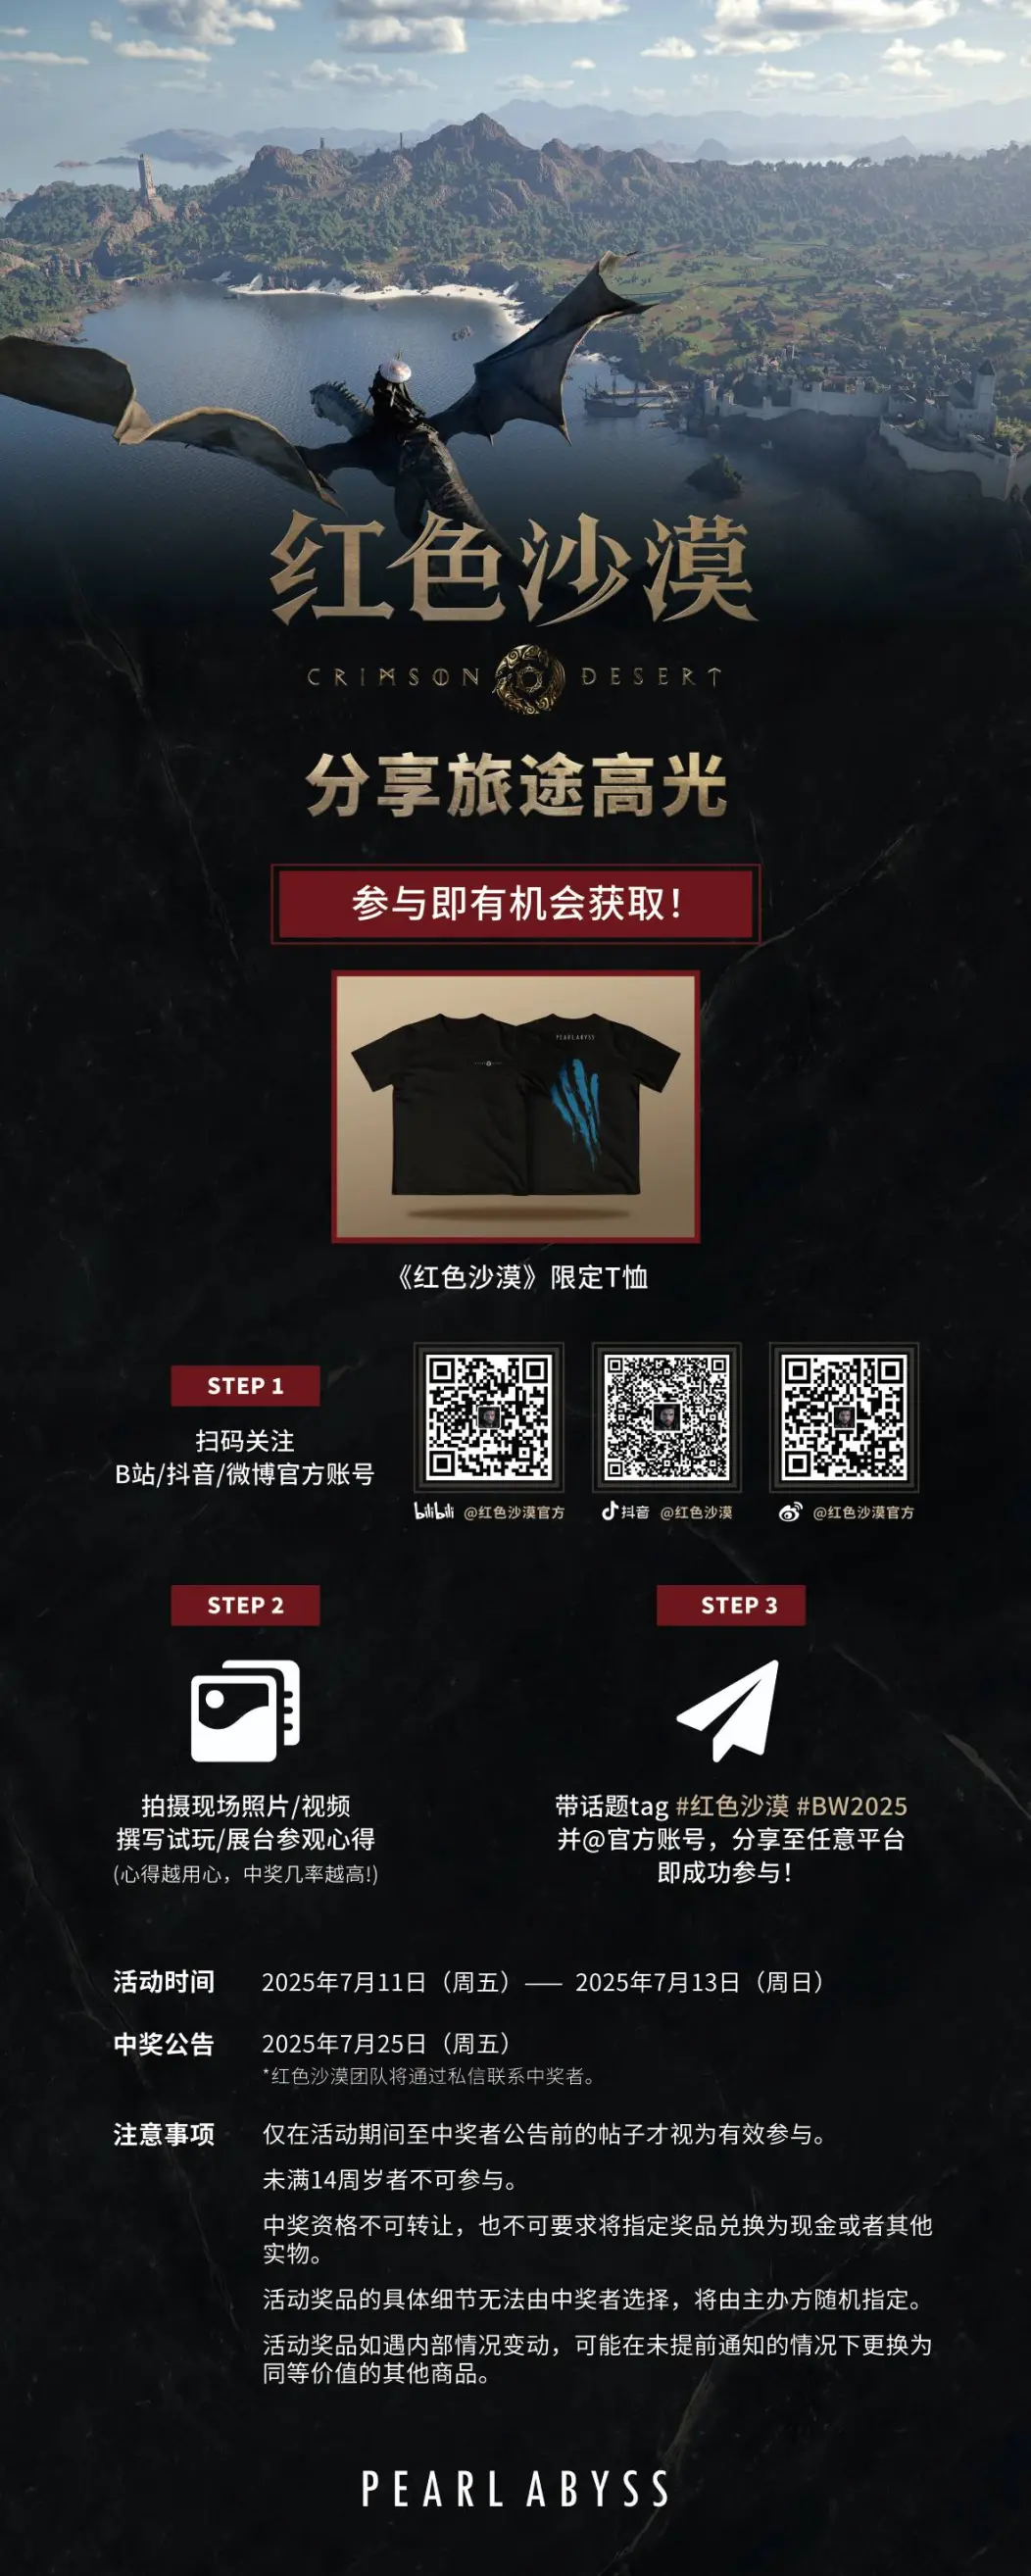 红色沙漠
CRIMSON DESERT
分享旅途高光
参与即有机会获取！
PEARL ABYSS
《红色沙漠》限定T恤
STEP 1
扫码关注
B站/抖音/微博官方账号
bilibili @红色沙漠官方
抖音 @红色沙漠
@红色沙漠官方
STEP 2
拍摄现场照片/视频
撰写试玩/展台参观心得
(心得越用心，中奖几率越高!)
STEP 3
带话题tag #红色沙漠 #BW2025
并@官方账号，分享至任意平台
即成功参与！
活动时间 2025年7月11日（周五）—— 2025年7月13日（周日）
中奖公告 2025年7月25日（周五）
*红色沙漠团队将通过私信联系中奖者。
注意事项 仅在活动期间至中奖者公告前的帖子才视为有效参与。
未满14周岁者不可参与。
中奖资格不可转让，也不可要求将指定奖品兑换为现金或者其他
实物。
活动奖品的具体细节无法由中奖者选择，将由主办方随机指定。
活动奖品如遇内部情况变动，可能在未提前通知的情况下更换为
同等价值的其他商品。
PEARL ABYSS